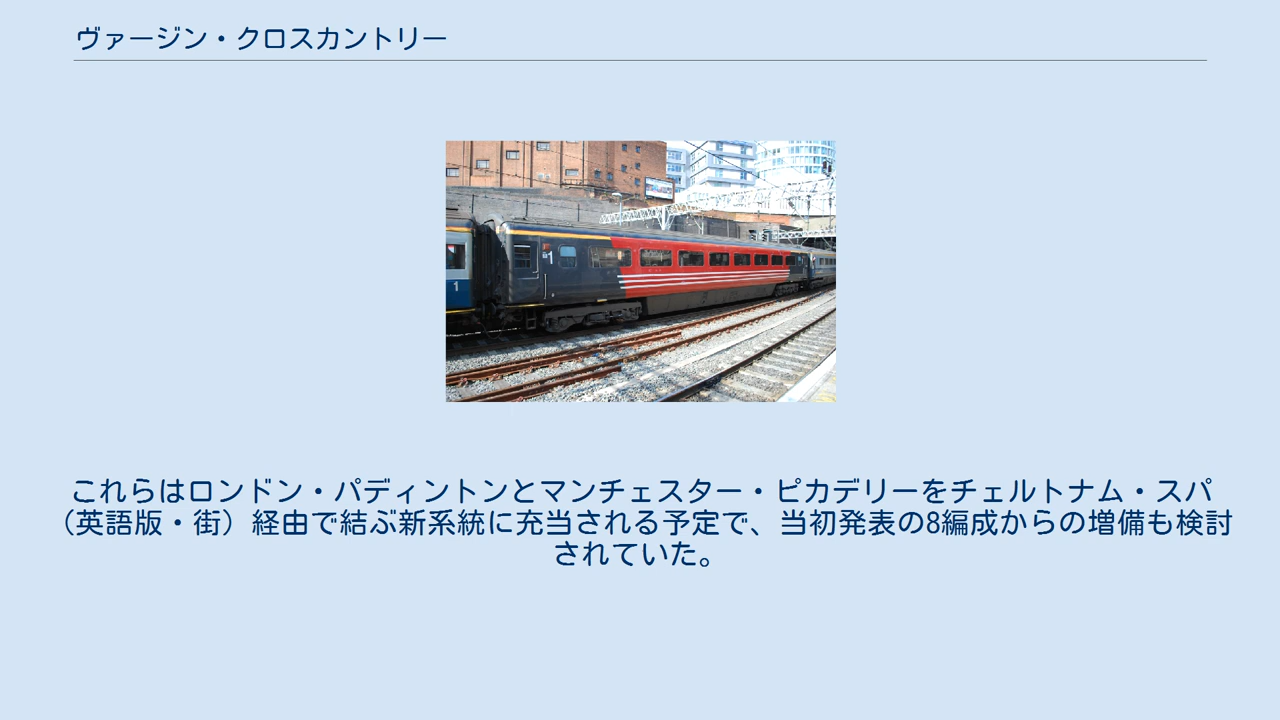 ヴァージン・クロスカントリー
1
1
これらはロンドン・パディントンとマンチェスター・ピカデリーをチェルトナム・スパ
（英語版・街）経由で結ぶ新系統に充当される予定で、当初発表の8編成からの増備も検討
されていた。